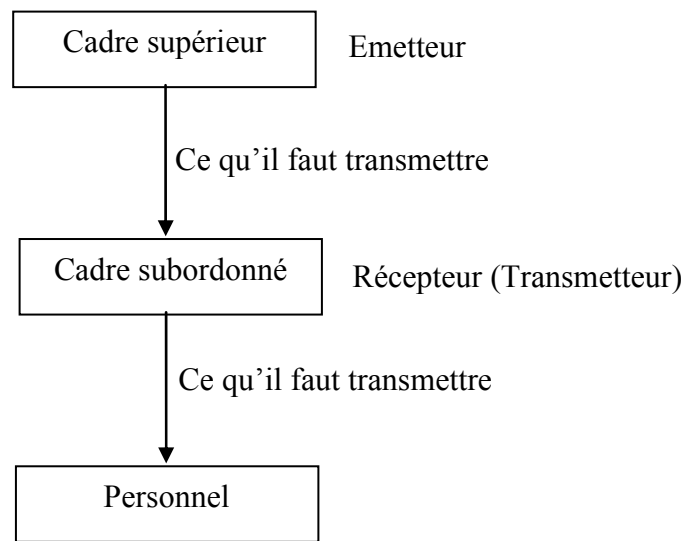 Cadre supérieur
Emetteur
Ce qu’il faut transmettre
Cadre subordonné
Récepteur (Transmetteur)
Ce qu’il faut transmettre
Personnel